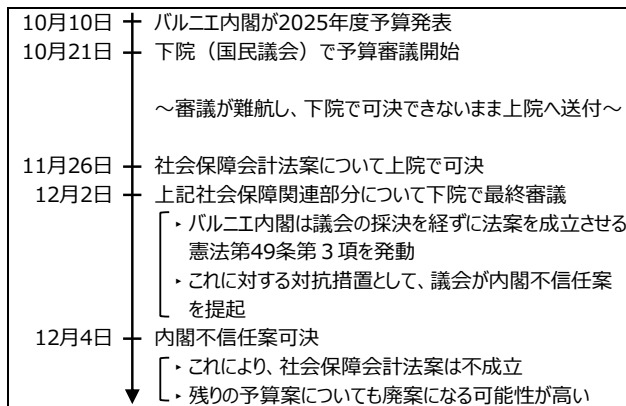 10月10日 バルニエ内閣が2025年度予算発表
10月21日 下院（国民議会）で予算審議開始
～審議が難航し、下院で可決できないまま上院へ送付～
11月26日 社会保障会計法案について上院で可決
12月2日 上記社会保障関連部分について下院で最終審議
・バルニエ内閣は議会の採決を経ずに法案を成立させる
憲法第49条第３項を発動
・これに対する対抗措置として、議会が内閣不信任案
を提起
12月4日 内閣不信任案可決
・これにより、社会保障会計法案は不成立
・残りの予算案についても廃案になる可能性が高い